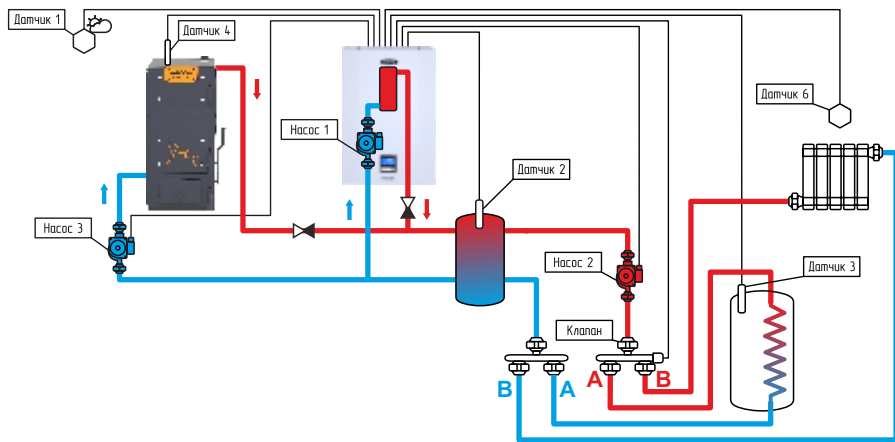 Датчик 1
Датчик 4
Датчик 6
Насос 1
Датчик 2
Насос 3
Насос 2
Датчик 3
Клапан
B
A
A
B